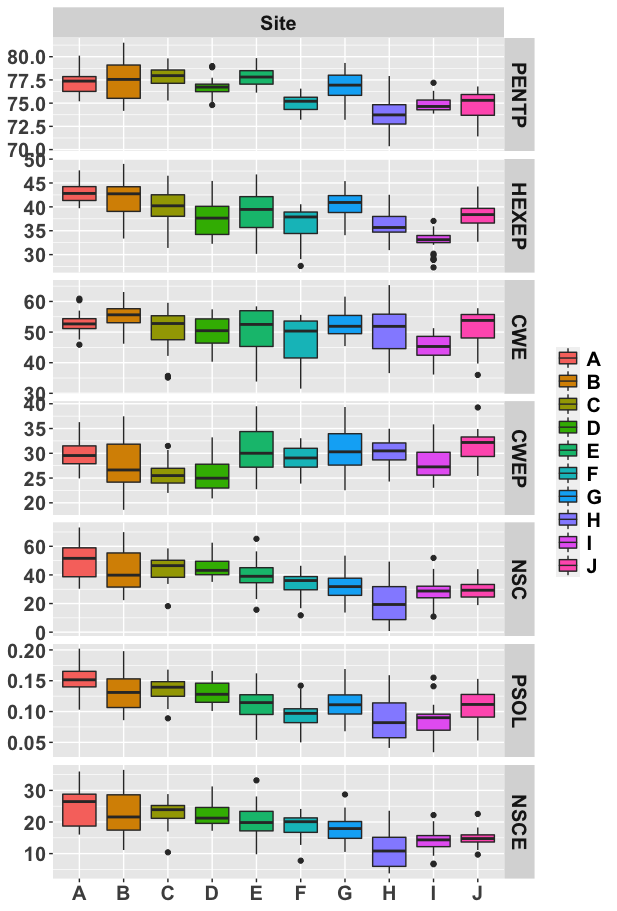 Site
80.0
77.5
75.0
72.5
70.0
PENTP
50
45
40
35
30
HEXEP
60
50
40
30
CWE
40
35
30
25
20
CWEP
60
40
20
0
NSC
0.20
0.15
0.10
0.05
PSOL
30
20
10
NSCE
A B C D E F G H I J
A
B
C
D
E
F
G
H
I
J